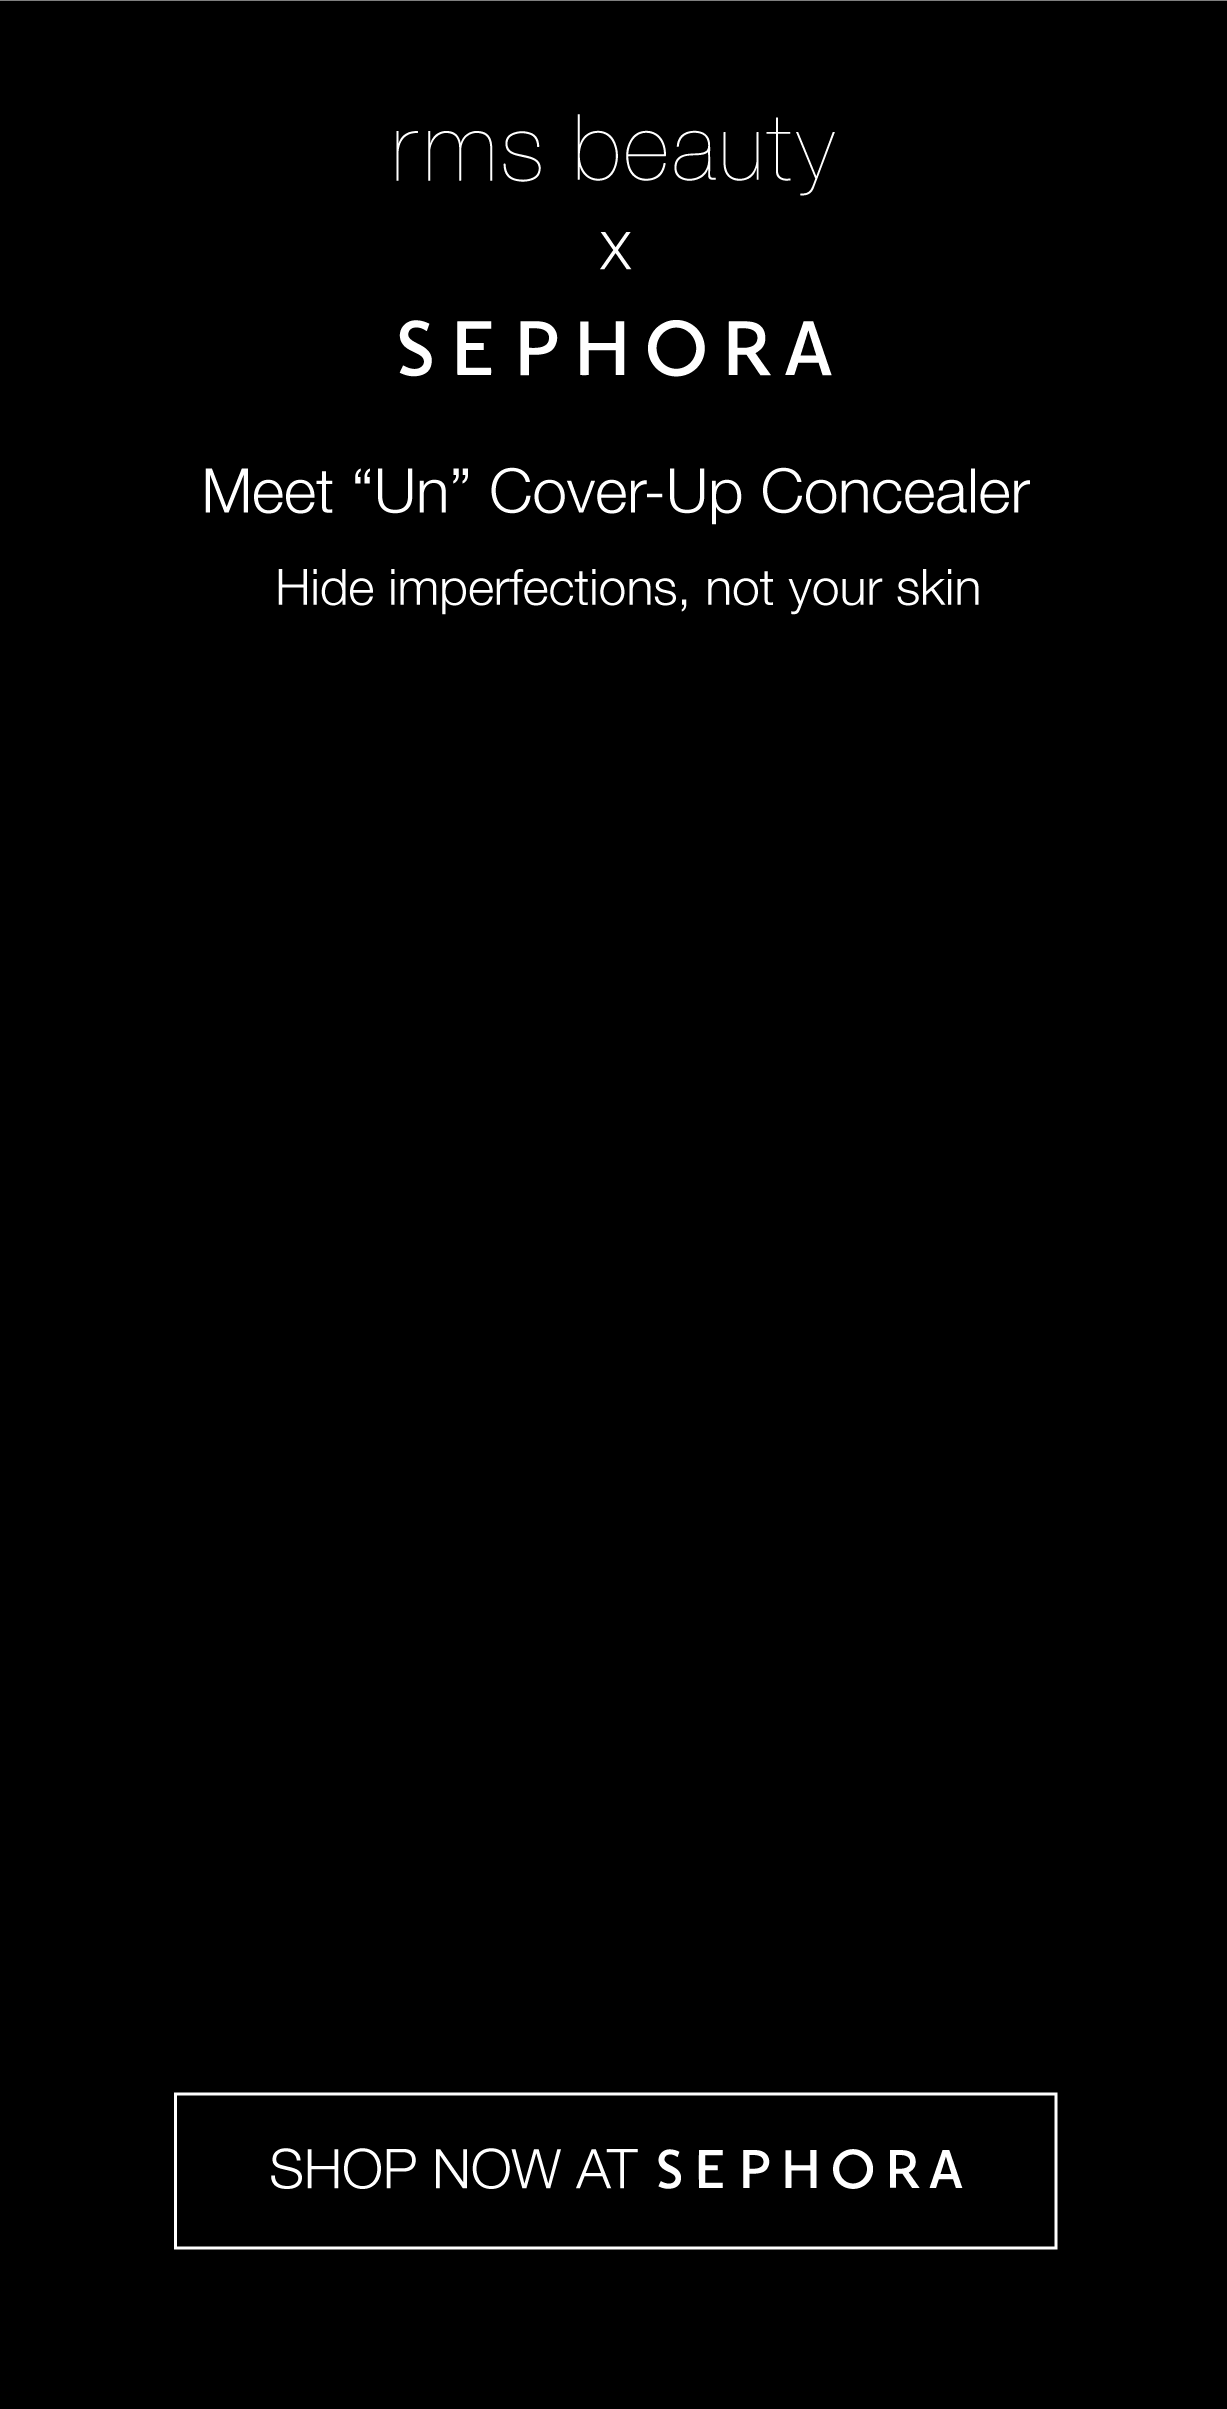 rms beauty
x
SEPHORA
Meet “Un” Cover-Up Concealer
Hide imperfections, not your skin
SHOP NOW AT SEPHORA